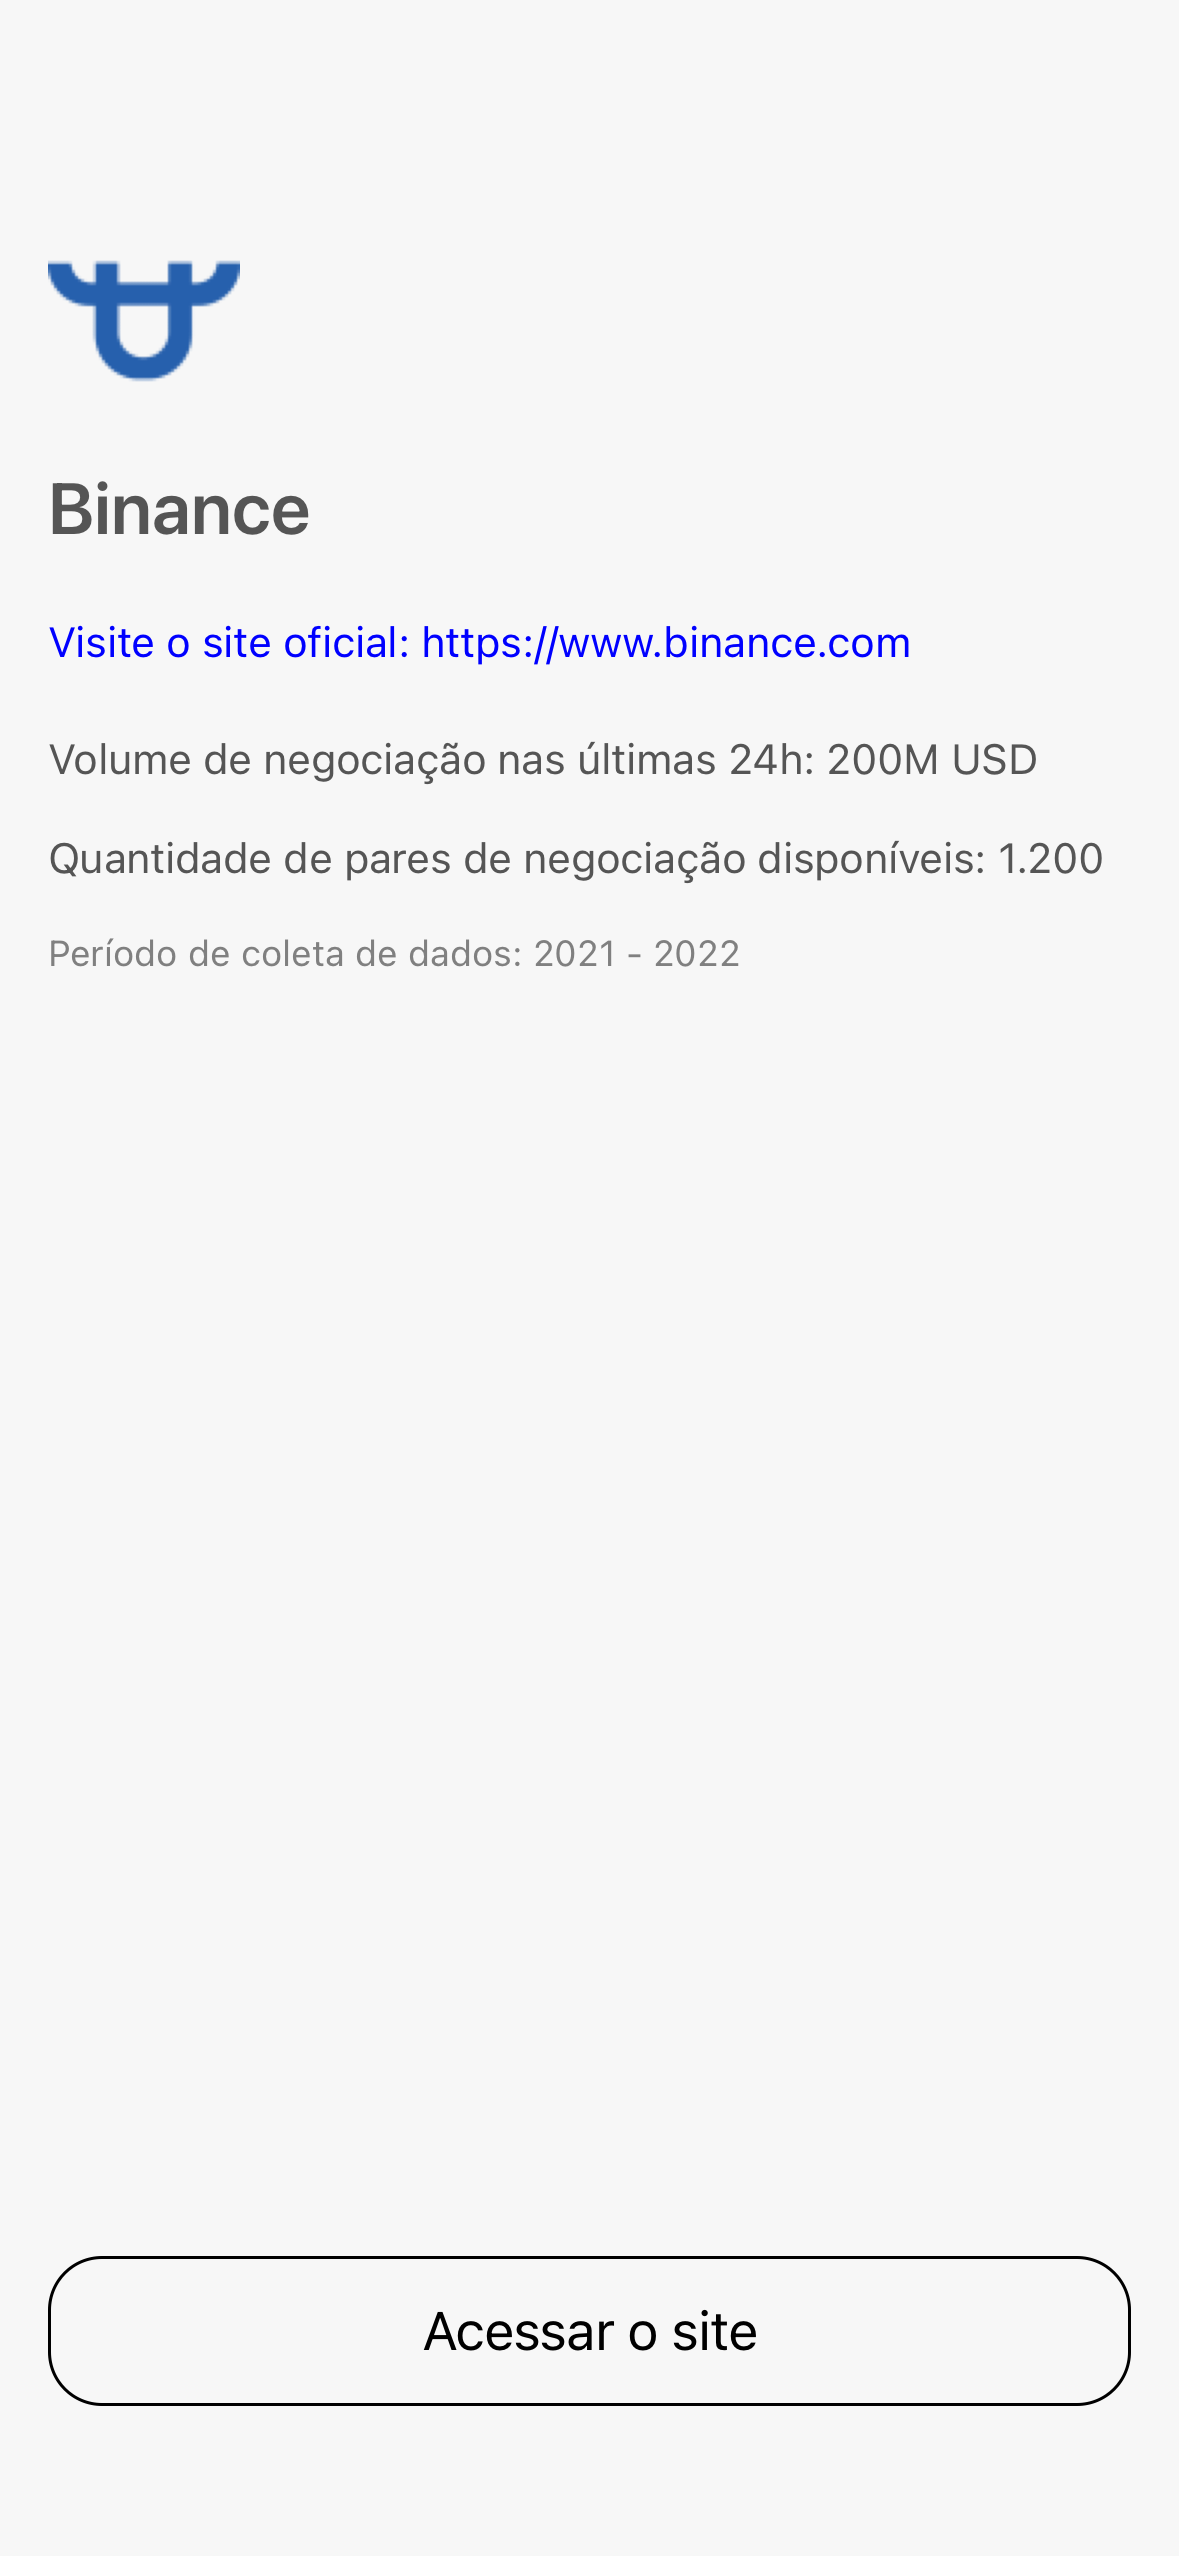 Binance
Visite o site oficial: https://www.binance.com
Volume de negociação nas últimas 24h: 200M USD
Quantidade de pares de negociação disponíveis: 1.200
Período de coleta de dados: 2021 - 2022
Acessar o site